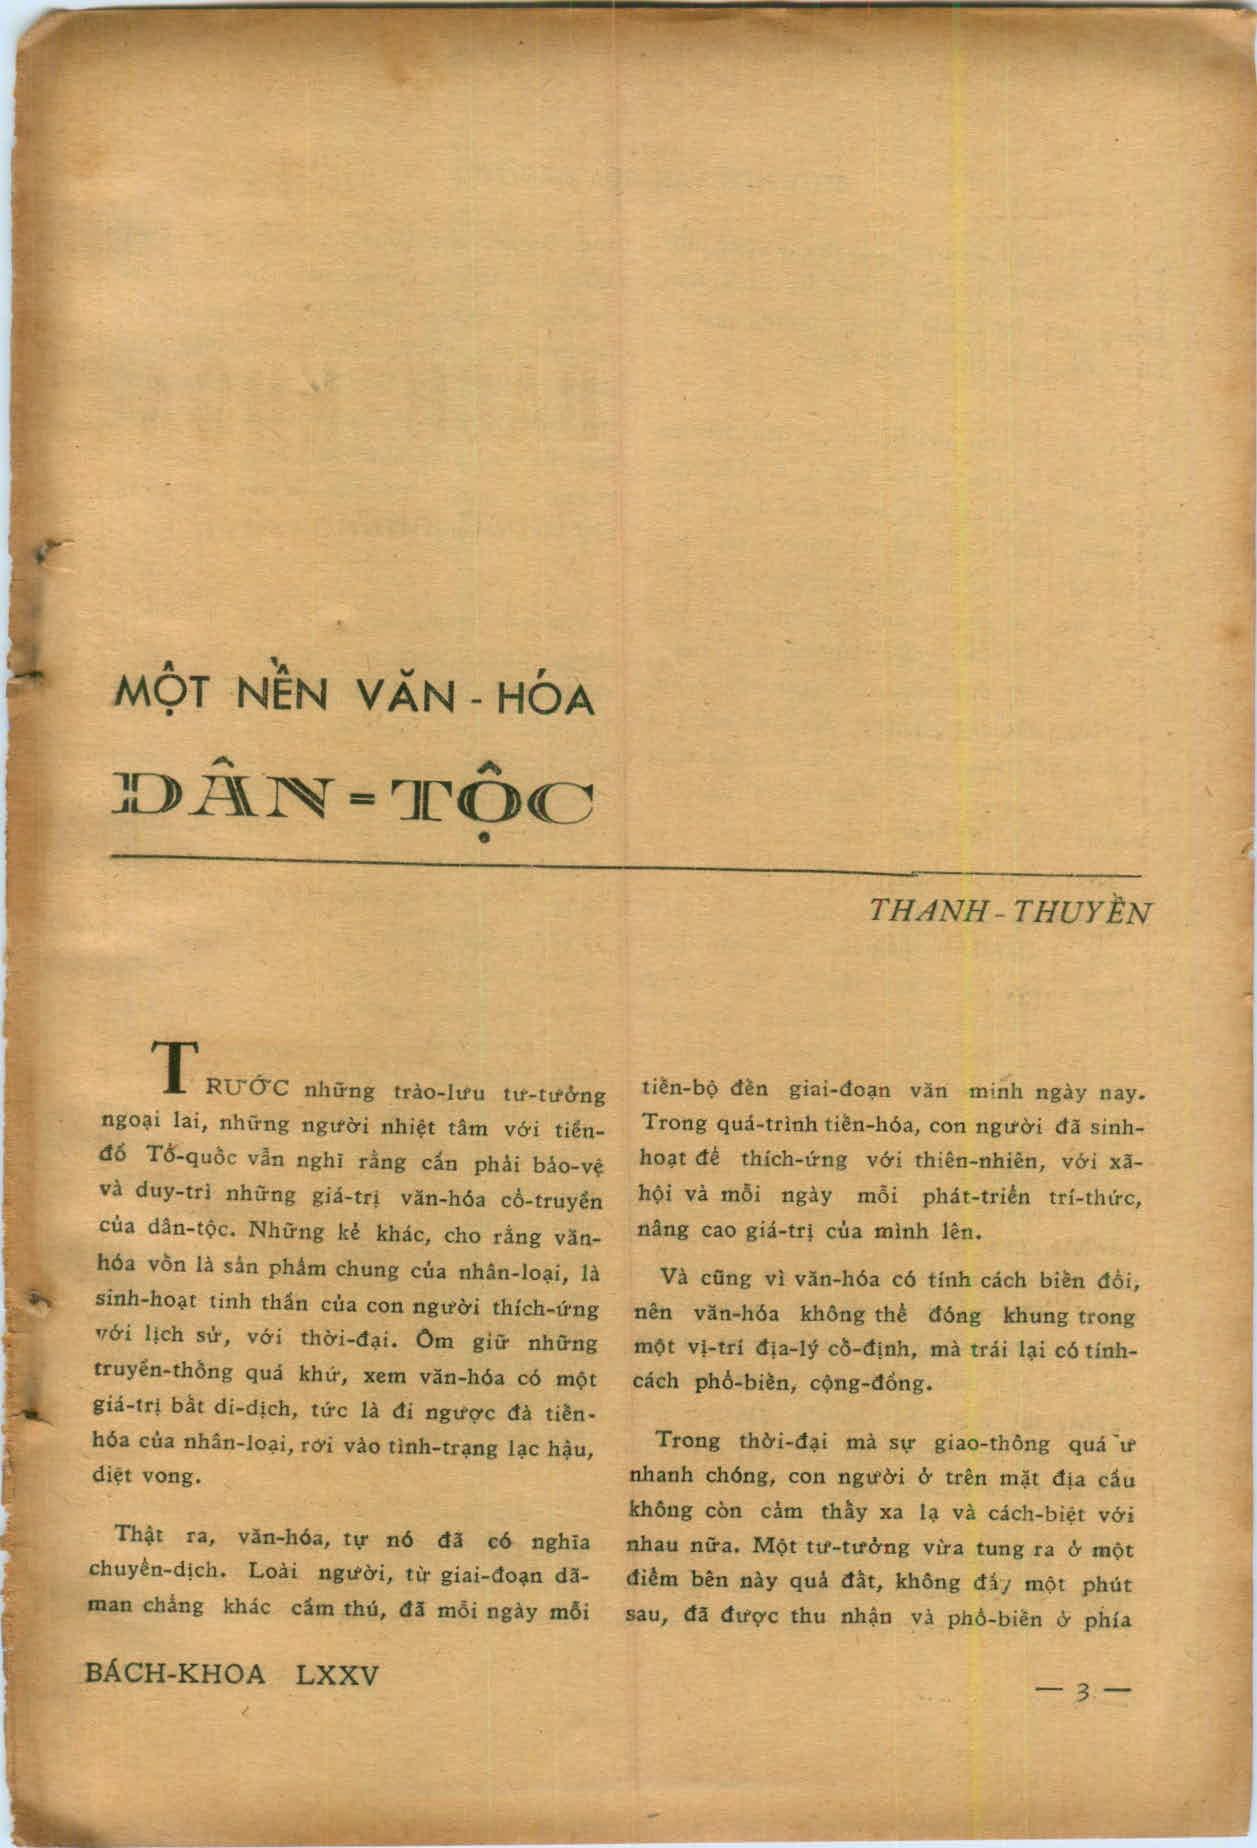 MỘT NỀN VĂN - HÓA
DÂN - TỘC
THANH - THUYỀN
TRƯỚC những trào-lưu tư-tưởng
ngoại lai, những người nhiệt tâm với tiền-
đồ Tổ-quốc vẫn nghĩ rằng cần phải bảo-vệ
và duy-trì những giá-trị văn-hóa cổ-truyền
của dân-tộc. Những kẻ khác, cho rằng văn-
hóa vốn là sản phẩm chung của nhân-loại, là
sinh-hoạt tinh thần của con người thích-ứng
với lịch sử, với thời-đại. Ôm giữ những
truyền-thống quá khứ, xem văn-hóa có một
giá-trị bất di-dịch, tức là đi ngược đà tiến-
hóa của nhân-loại, rơi vào tình-trạng lạc hậu,
diệt vong.
Thật ra, văn-hóa, tự nó đã có nghĩa
chuyển-dịch. Loài người, từ giai-đoạn dã-
man chẳng khác cầm thú, đã mỗi ngày mỗi
tiến-bộ đến giai-đoạn văn minh ngày nay.
Trong quá-trình tiến-hóa, con người đã sinh-
hoạt để thích-ứng với thiên-nhiên, với xã-
hội và mỗi ngày mỗi phát-triển trí-thức,
nâng cao giá-trị của mình lên.
Và cũng vì văn-hóa có tính cách biến đổi,
nên văn-hóa không thể đóng khung trong
một vị-trí địa-lý cố-định, mà trái lại có tính-
cách phổ-biến, cộng-đồng.
Trong thời-đại mà sự giao-thông quá ư
nhanh chóng, con người ở trên mặt địa cầu
không còn cảm thấy xa lạ và cách-biệt với
nhau nữa. Một tư-tưởng vừa tung ra ở một
điểm bên này quả đất, không đầy một phút
sau, đã được thu nhận và phổ-biến ở phía
BÁCH-KHOA LXXV
— 3 —